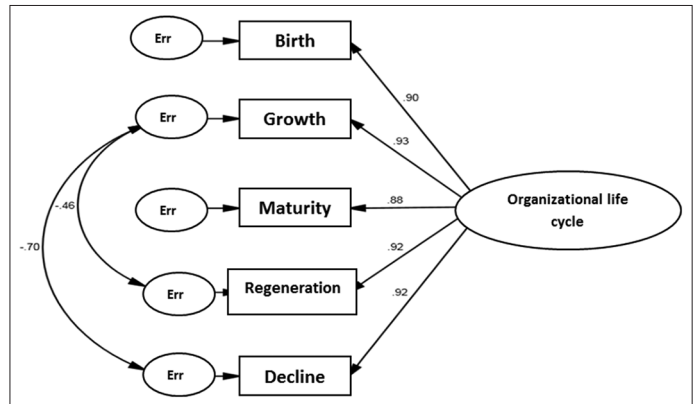 Err
Birth
.90
Err
Growth
.93
Organizational life
cycle
-.46
Err
Maturity
.88
-.70
.92
Err
Regeneration
.92
Err
Decline